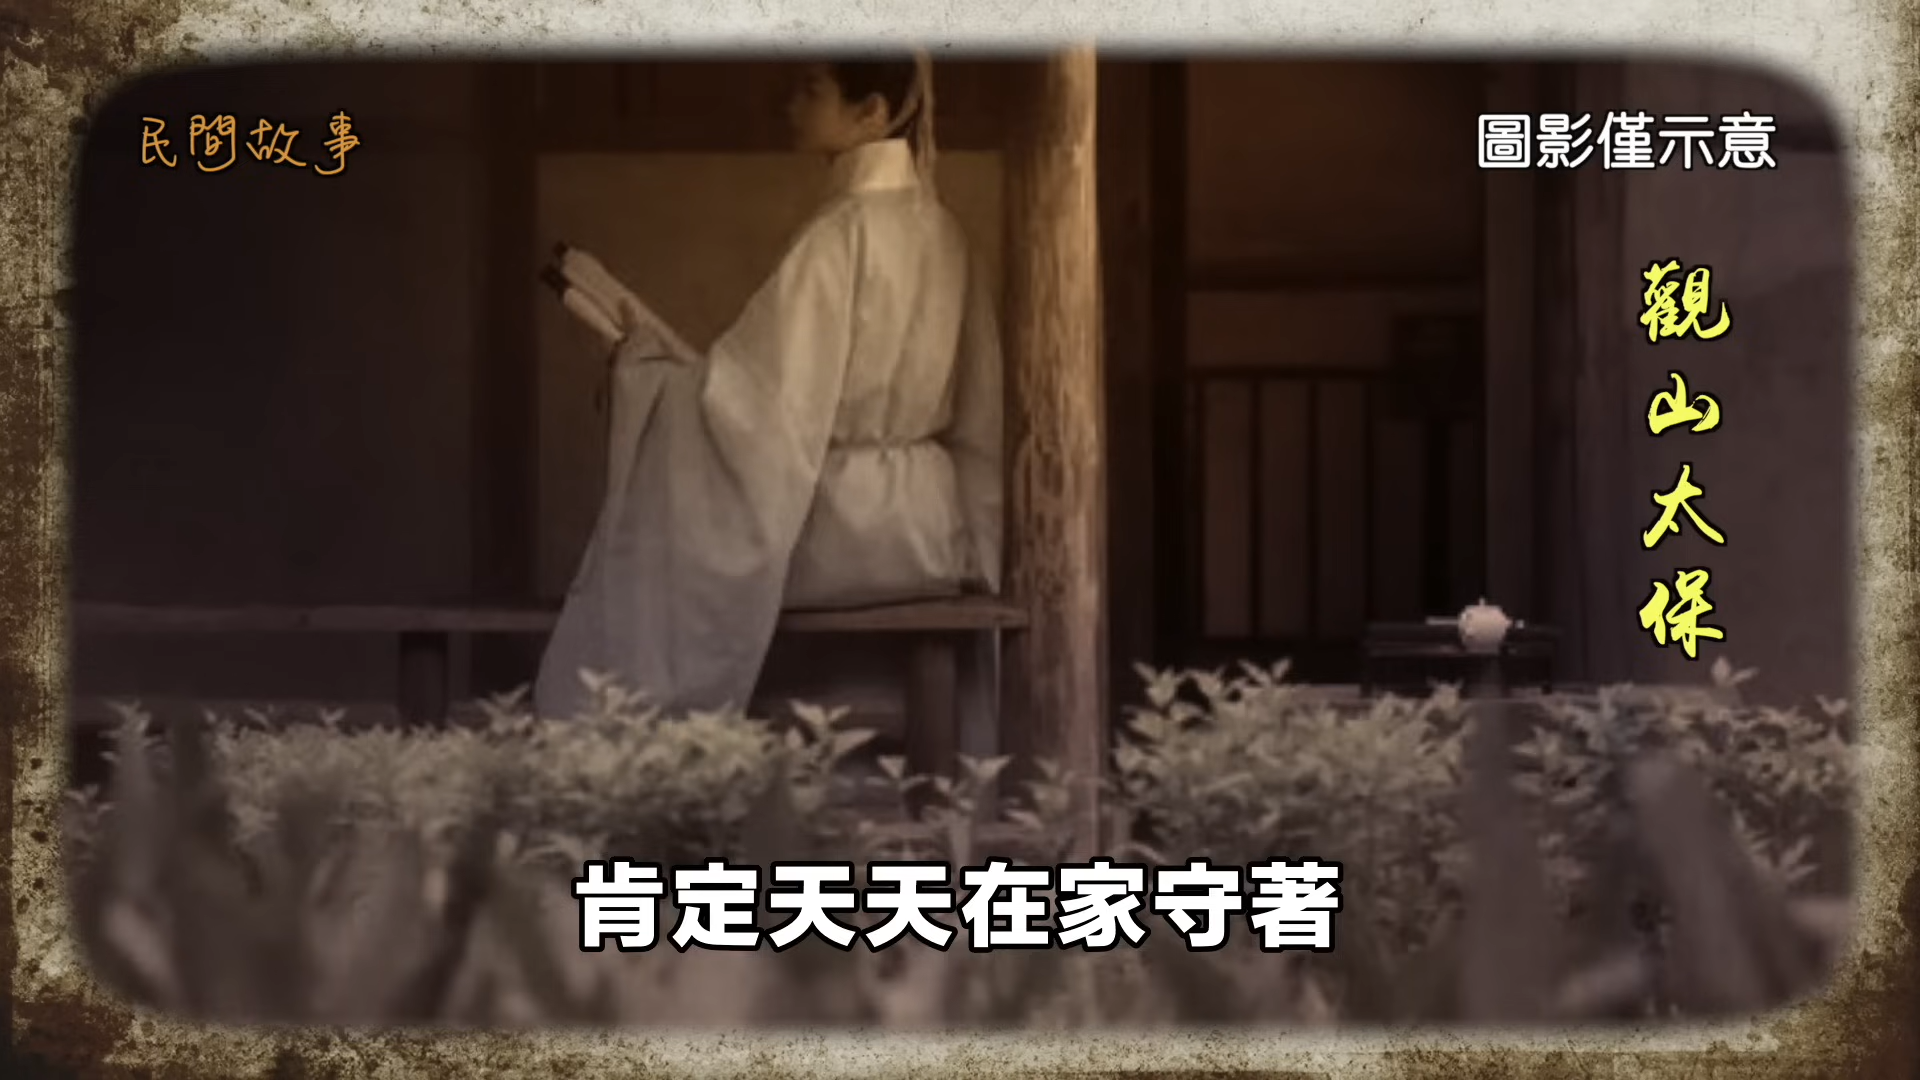 民間故事
圖影僅示意
觀山太保
肯定天天在家守著